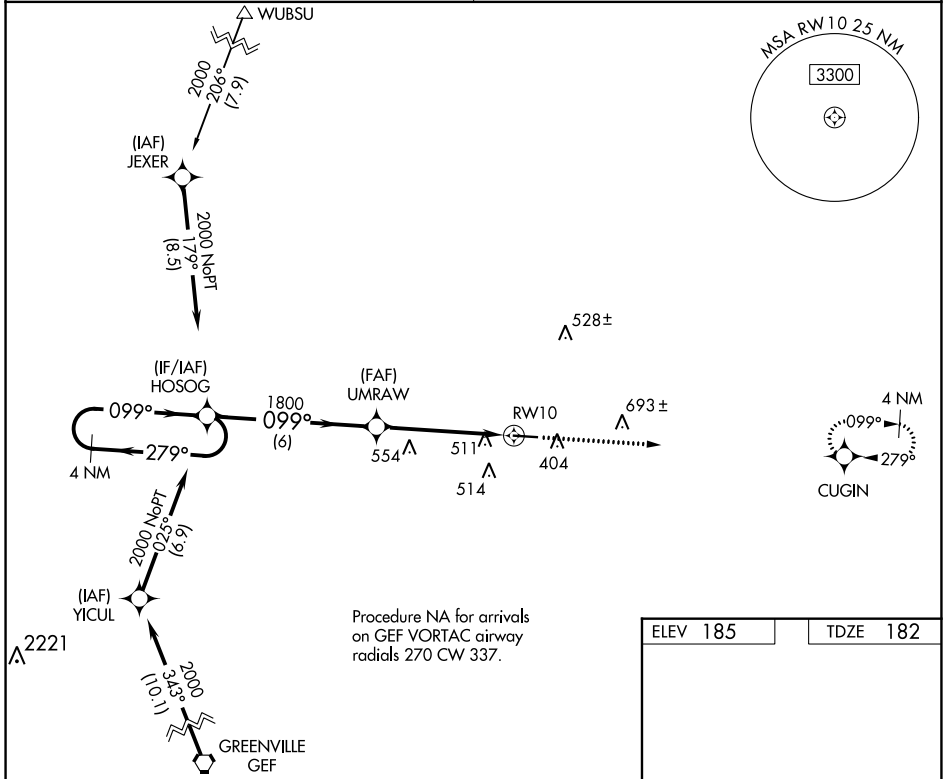 WUBSU
MSA RW10 25 NM
3300
2000
206°
(7.9)
(IAF)
JEXER
2000 NoPT
179°
(8.5)
528±
(IF/IAF)
HOSOG
(FAF)
UMRAW
1800
099°
(6)
099°
279°
4 NM
RW10
693±
554
511
404
514
4 NM
099°
279°
CUGIN
2000 NoPT
025°
(6.9)
(IAF)
YICUL
Procedure NA for arrivals
on GEF VORTAC airway
radials 270 CW 337.
ELEV 185
TDZE 182
2221
2000
343°
(10.1)
GREENVILLE
GEF